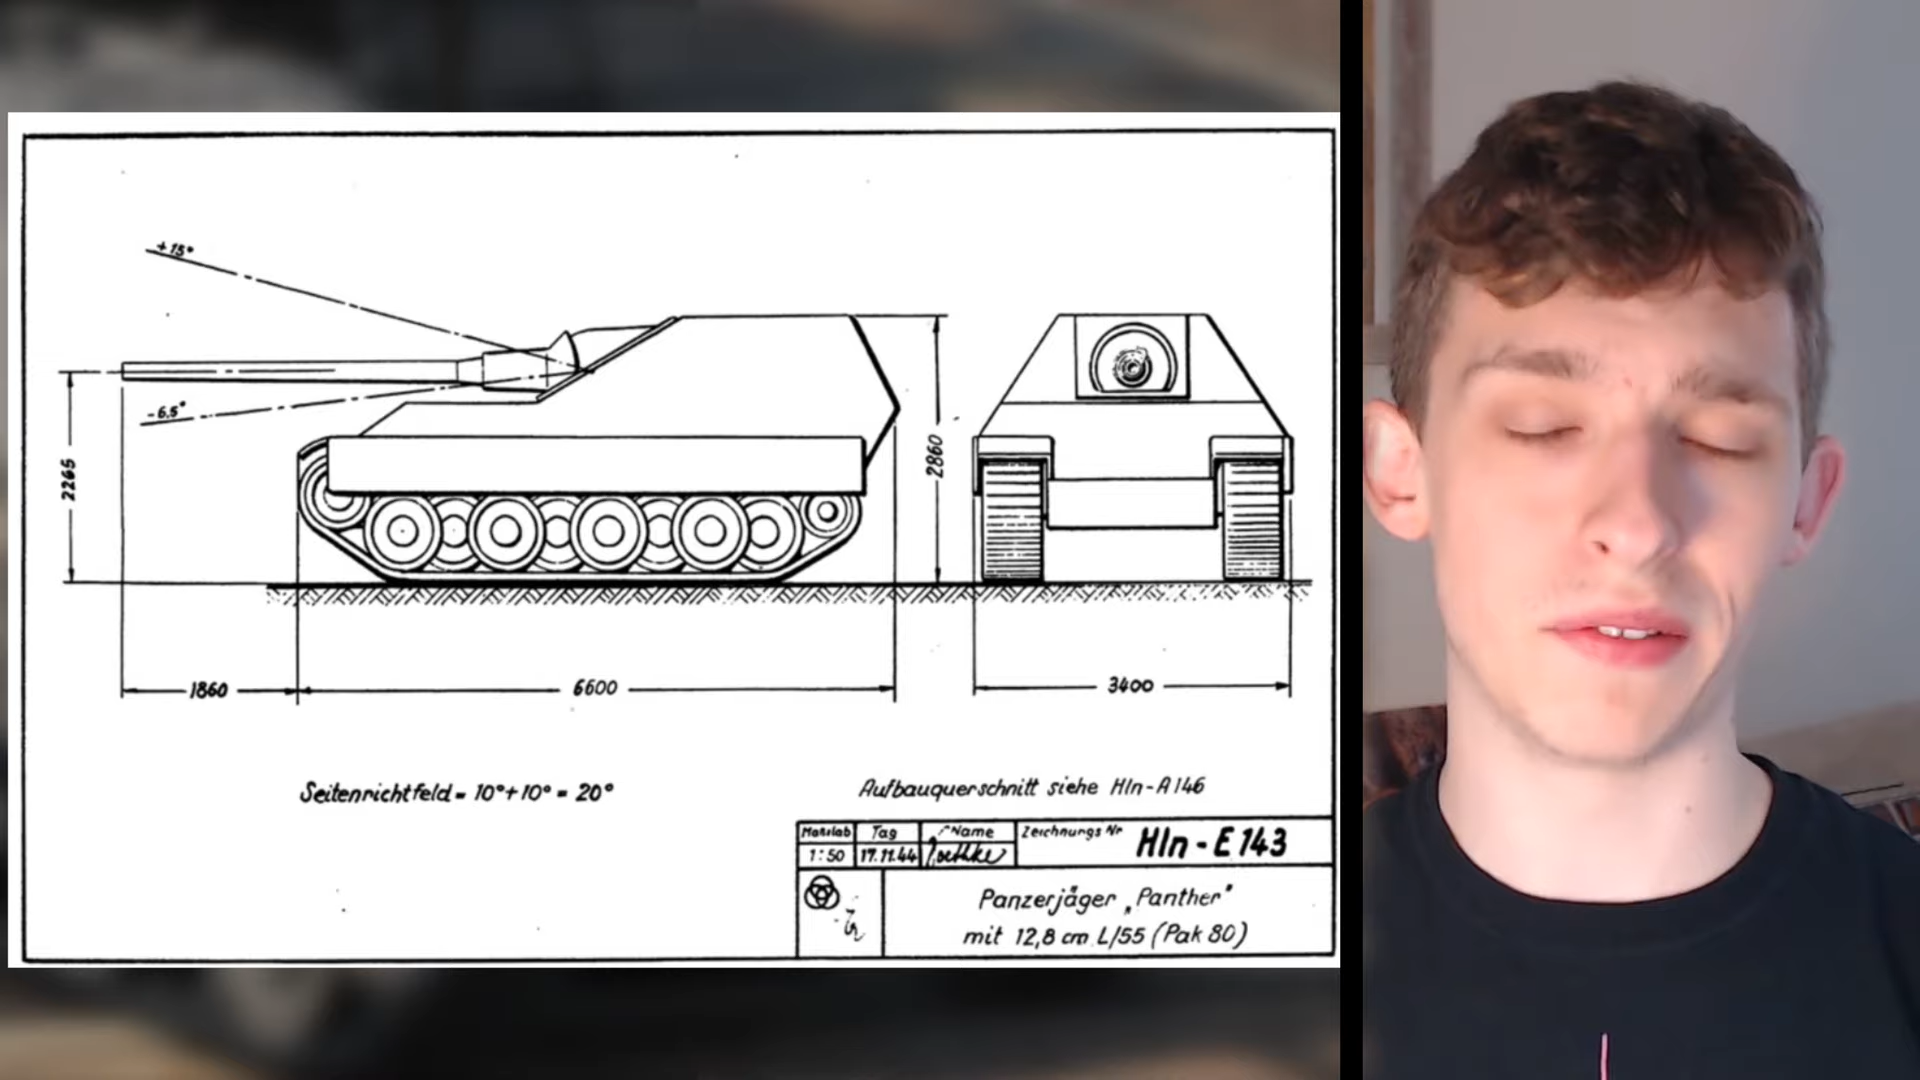 +15°
-6,5°
2265
2860
1860
6600
3400
Seitenrichtfeld = 10°+10° = 20°
Aufbauquerschnitt siehe Hln-A146
Maßstab Tag Name Zeichnungs Nr
1:50 17.11.44 Hln-E 143
Panzerjäger „Panther"
mit 12,8 cm L/55 (Pak 80)